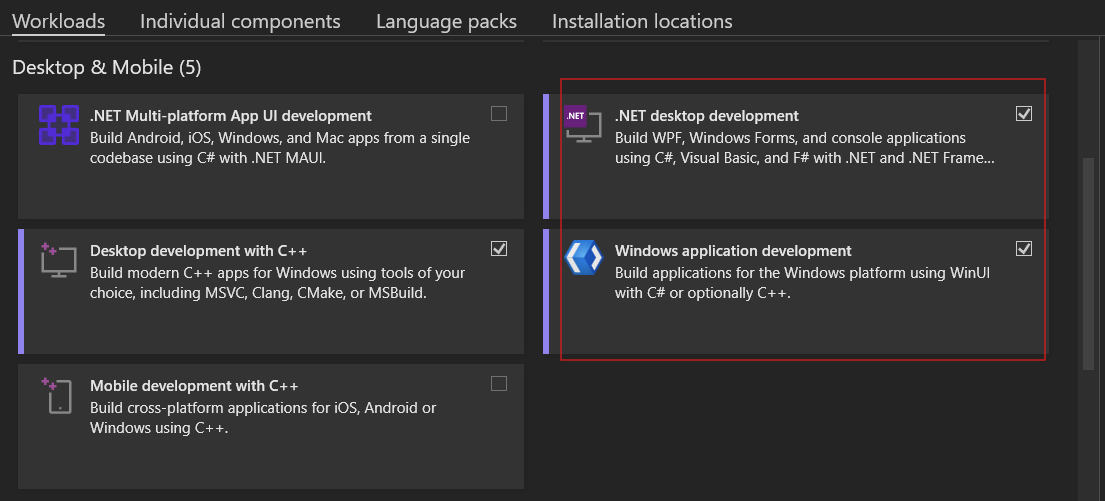 Workloads Individual components Language packs Installation locations
Desktop & Mobile (5)
.NET Multi-platform App UI development
Build Android, iOS, Windows, and Mac apps from a single
codebase using C# with .NET MAUI.
.NET
.NET desktop development
Build WPF, Windows Forms, and console applications
using C#, Visual Basic, and F# with .NET and .NET Frame...
Desktop development with C++
Build modern C++ apps for Windows using tools of your
choice, including MSVC, Clang, CMake, or MSBuild.
Windows application development
Build applications for the Windows platform using WinUI
with C# or optionally C++.
Mobile development with C++
Build cross-platform applications for iOS, Android or
Windows using C++.